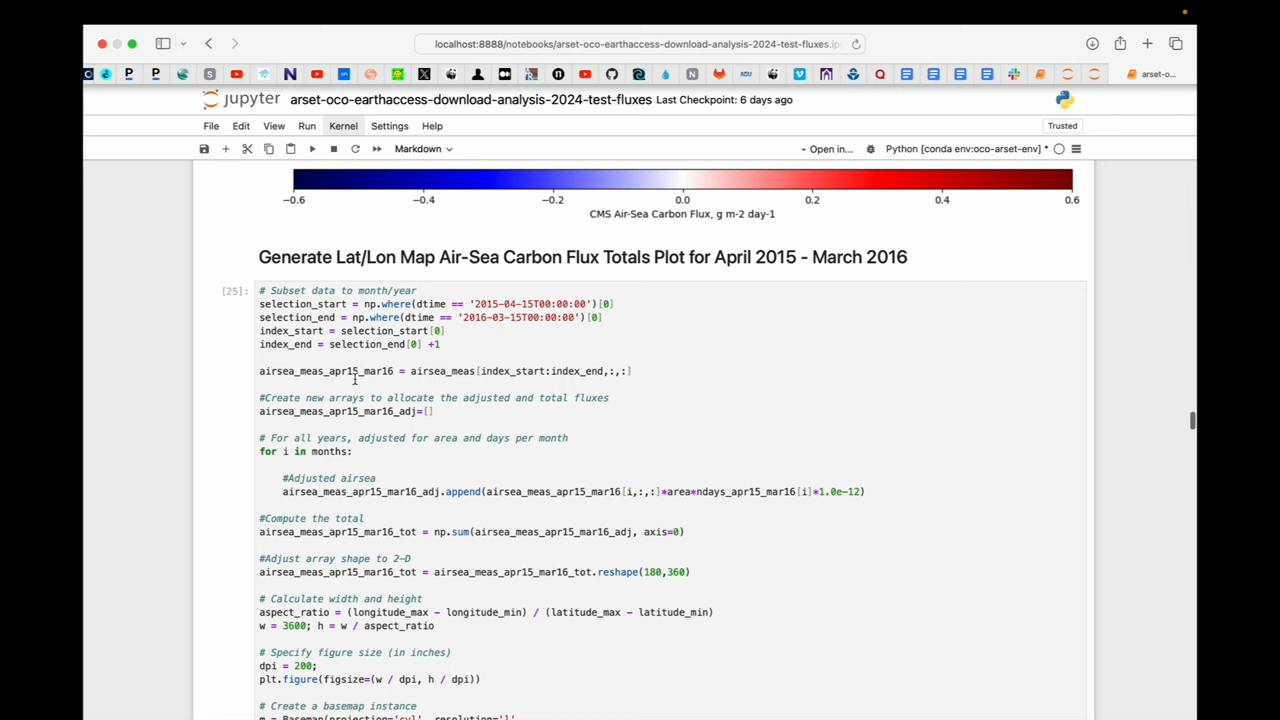 localhost:8888/notebooks/arset-oco-earthaccess-download-analysis-2024-test-fluxes.ip
arset-o...
jupyter arset-oco-earthaccess-download-analysis-2024-test-fluxes Last Checkpoint: 6 days ago
File Edit View Run Kernel Settings Help
Trusted
Markdown
Open in...
Python [conda env:oco-arset-env] *
−0.6 −0.4 −0.2 0.0 0.2 0.4 0.6
CMS Air-Sea Carbon Flux, g m-2 day-1
Generate Lat/Lon Map Air-Sea Carbon Flux Totals Plot for April 2015 - March 2016
[25]:
# Subset data to month/year
selection_start = np.where(dtime == '2015-04-15T00:00:00')[0]
selection_end = np.where(dtime == '2016-03-15T00:00:00')[0]
index_start = selection_start[0]
index_end = selection_end[0] +1
airsea_meas_apr15_mar16 = airsea_meas[index_start:index_end,:,:]
#Create new arrays to allocate the adjusted and total fluxes
airsea_meas_apr15_mar16_adj=[]
# For all years, adjusted for area and days per month
for i in months:
#Adjusted airsea
airsea_meas_apr15_mar16_adj.append(airsea_meas_apr15_mar16[i,:,:]*area*ndays_apr15_mar16[i]*1.0e-12)
#Compute the total
airsea_meas_apr15_mar16_tot = np.sum(airsea_meas_apr15_mar16_adj, axis=0)
#Adjust array shape to 2-D
airsea_meas_apr15_mar16_tot = airsea_meas_apr15_mar16_tot.reshape(180,360)
# Calculate width and height
aspect_ratio = (longitude_max - longitude_min) / (latitude_max - latitude_min)
w = 3600; h = w / aspect_ratio
# Specify figure size (in inches)
dpi = 200;
plt.figure(figsize=(w / dpi, h / dpi))
# Create a basemap instance
m = Basemap(projection='cyl', resolution='l'